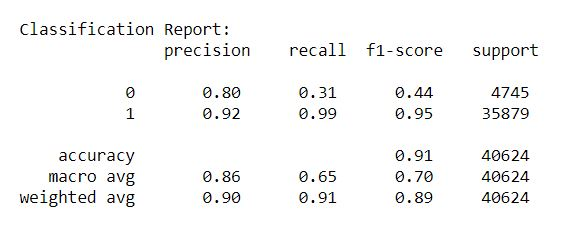 Classification Report:
precision recall f1-score support
0 0.80 0.31 0.44 4745
1 0.92 0.99 0.95 35879
accuracy 0.91 40624
macro avg 0.86 0.65 0.70 40624
weighted avg 0.90 0.91 0.89 40624